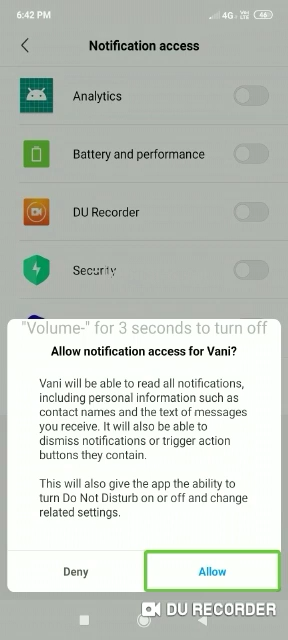 6:42 PM
4G
Vo
LTE
46
Notification access
Analytics
Battery and performance
DU Recorder
Security
"Volume-" for 3 seconds to turn off
Allow notification access for Vani?
Vani will be able to read all notifications,
including personal information such as
contact names and the text of messages
you receive. It will also be able to
dismiss notifications or trigger action
buttons they contain.
This will also give the app the ability to
turn Do Not Disturb on or off and change
related settings.
Deny
Allow
DU RECORDER